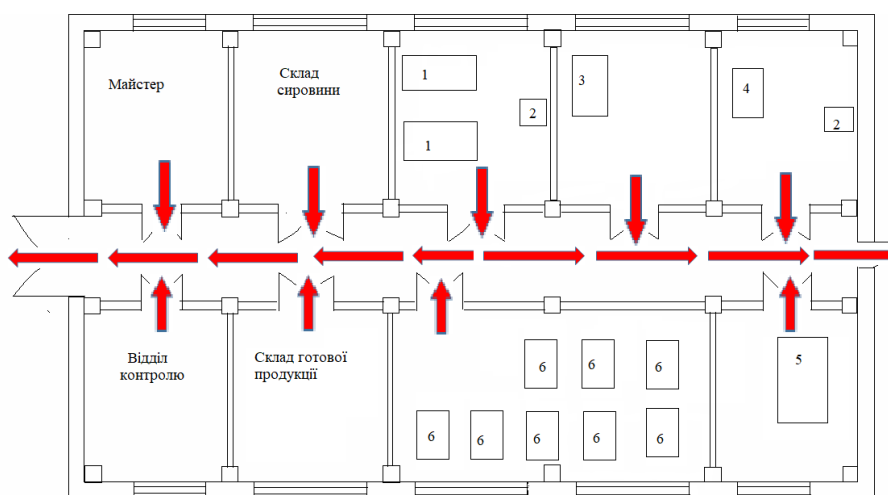 Майстер
Склад
сировини
1
1
2
3
4
2
Відділ
контролю
Склад готової
продукції
6
6
6
6
6
6
6
6
5